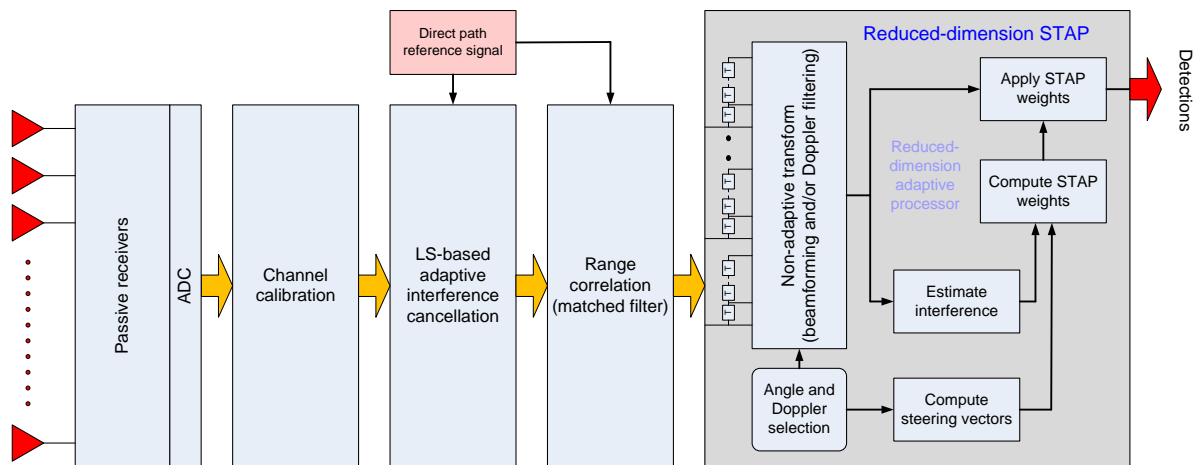 Passive receivers
ADC
Channel
calibration
Direct path
reference signal
LS-based
adaptive
interference
cancellation
Range
correlation
(matched filter)
Reduced-dimension STAP
T
T
T
T
T
T
T
T
T
Non-adaptive transform
(beamforming and/or Doppler filtering)
Angle and
Doppler
selection
Reduced-
dimension
adaptive
processor
Apply STAP
weights
Compute STAP
weights
Estimate
interference
Compute
steering vectors
Detections